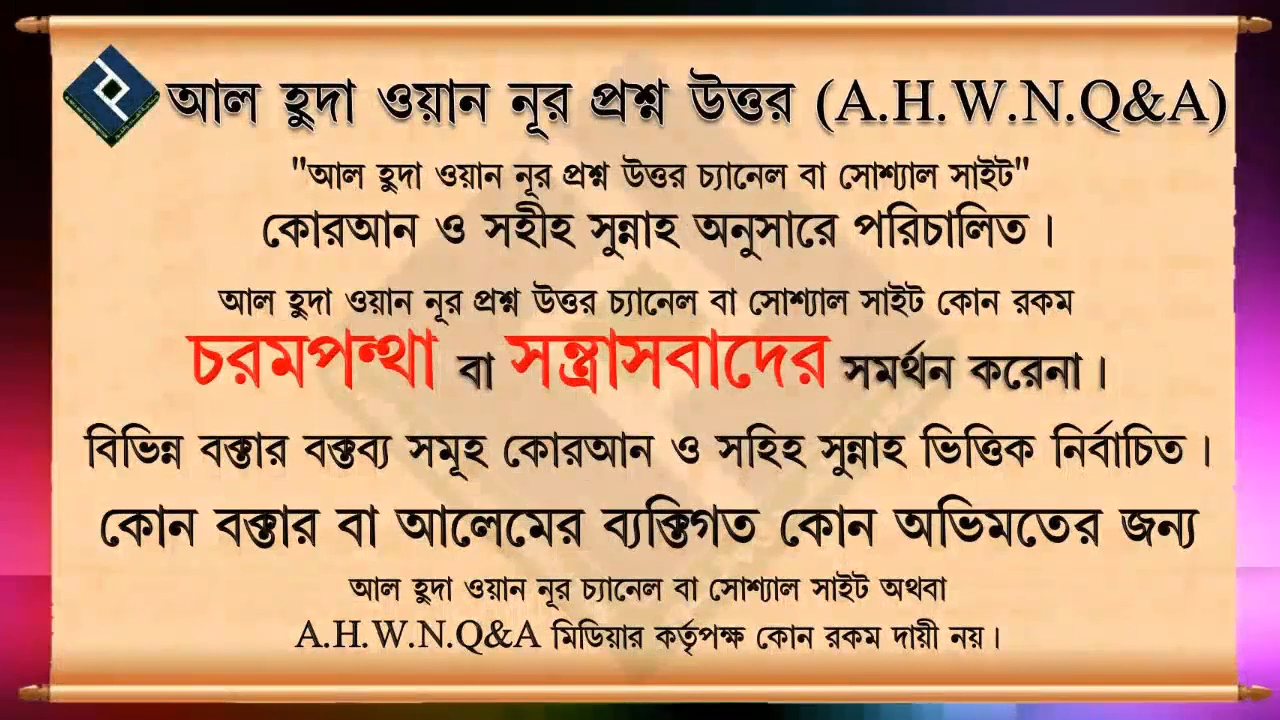 আল হুদা ওয়ান নূর প্রশ্ন উত্তর (A.H.W.N.Q&A)
"আল হুদা ওয়ান নূর প্রশ্ন উত্তর চ্যানেল বা সোশ্যাল সাইট"
কোরআন ও সহীহ সুন্নাহ অনুসারে পরিচালিত।
আল হুদা ওয়ান নূর প্রশ্ন উত্তর চ্যানেল বা সোশ্যাল সাইট কোন রকম
চরমপন্থা বা সন্ত্রাসবাদের সমর্থন করেনা।
বিভিন্ন বক্তার বক্তব্য সমূহ কোরআন ও সহিহ সুন্নাহ ভিত্তিক নির্বাচিত।
কোন বক্তার বা আলেমের ব্যক্তিগত কোন অভিমতের জন্য
আল হুদা ওয়ান নূর চ্যানেল বা সোশ্যাল সাইট অথবা
A.H.W.N.Q&A মিডিয়ার কর্তৃপক্ষ কোন রকম দায়ী নয়।